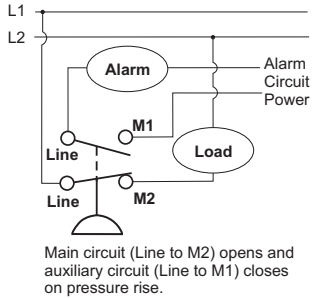 L1
L2
Alarm
Alarm
Circuit
Power
M1
Line
Load
Line
M2
Main circuit (Line to M2) opens and
auxiliary circuit (Line to M1) closes
on pressure rise.